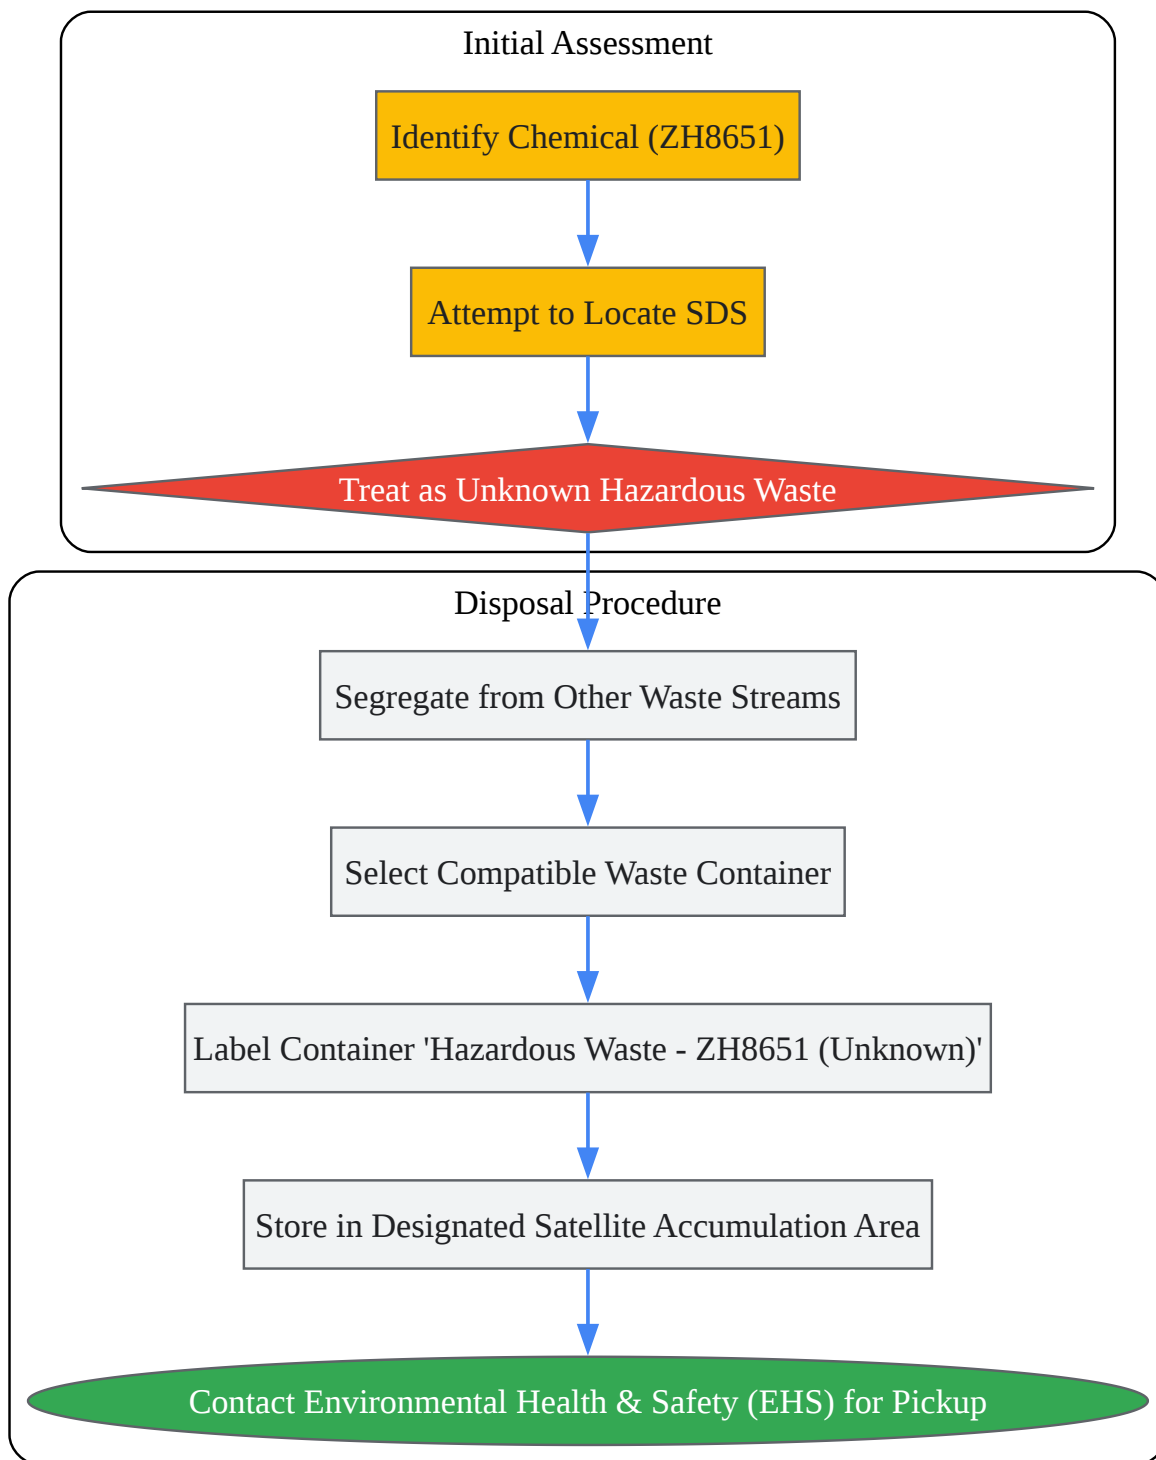 Initial Assessment
Identify Chemical (ZH8651)
Attempt to Locate SDS
Treat as Unknown Hazardous Waste
Disposal Procedure
Segregate from Other Waste Streams
Select Compatible Waste Container
Label Container 'Hazardous Waste - ZH8651 (Unknown)'
Store in Designated Satellite Accumulation Area
Contact Environmental Health & Safety (EHS) for Pickup